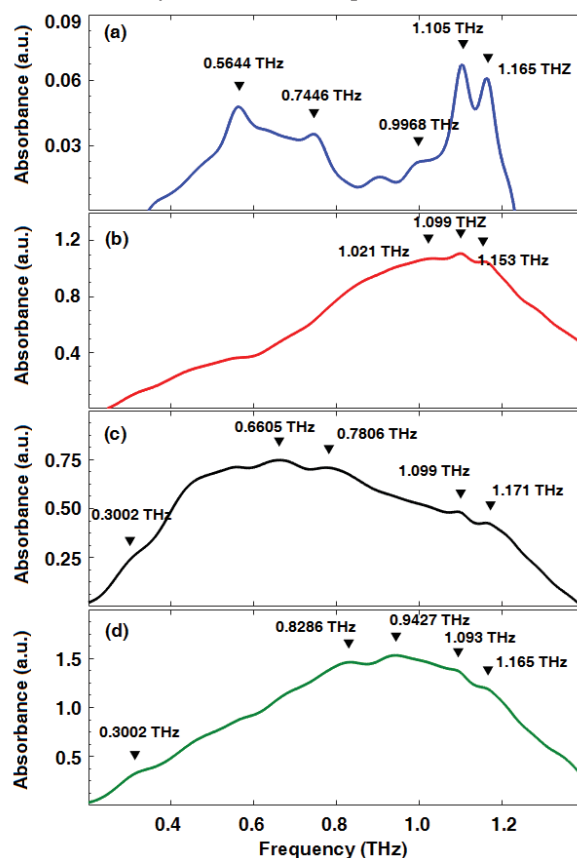 (a)
0.09
0.06
0.03
Absorbance (a.u.)
0.5644 THz
0.7446 THz
0.9968 THz
1.105 THz
1.165 THZ
(b)
1.2
0.8
0.4
Absorbance (a.u.)
1.021 THz
1.099 THZ
1.153 THz
(c)
0.75
0.50
0.25
Absorbance (a.u.)
0.3002 THz
0.6605 THz
0.7806 THz
1.099 THz
1.171 THz
(d)
1.5
1.0
0.5
Absorbance (a.u.)
0.3002 THz
0.8286 THz
0.9427 THz
1.093 THz
1.165 THz
0.4 0.6 0.8 1.0 1.2
Frequency (THz)